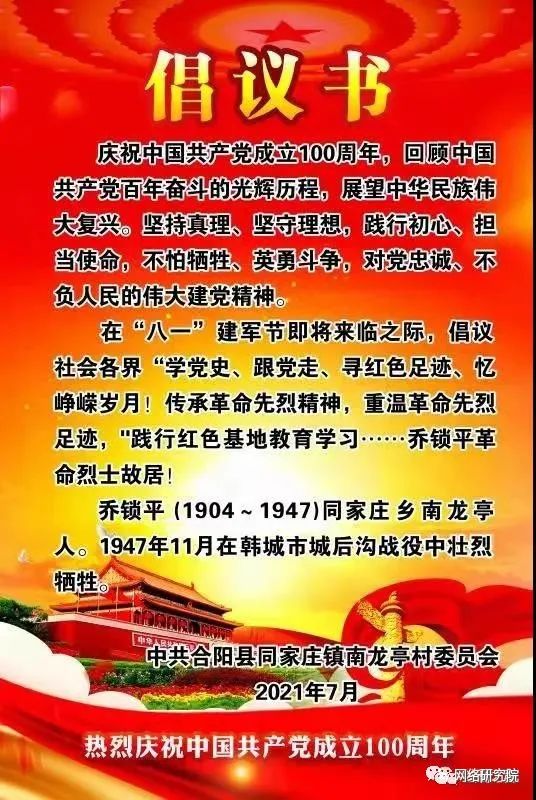 倡议书
庆祝中国共产党成立100周年，回顾中国
共产党百年奋斗的光辉历程，展望中华民族伟
大复兴。坚持真理、坚守理想，践行初心、担
当使命，不怕牺牲、英勇斗争，对党忠诚、不
负人民的伟大建党精神。
在“八一”建军节即将来临之际，倡议
社会各界“学党史、跟党走、寻红色足迹、忆
峥嵘岁月！传承革命先烈精神，重温革命先烈
足迹，"践行红色基地教育学习……乔锁平革
命烈士故居！
乔锁平 (1904～1947)同家庄乡南龙亭
人。1947年11月在韩城市城后沟战役中壮烈
牺牲。
中华人民共和国
中共合阳县同家庄镇南龙亭村委员会
2021年7月
热烈庆祝中国共产党成立100周年
网络研究院